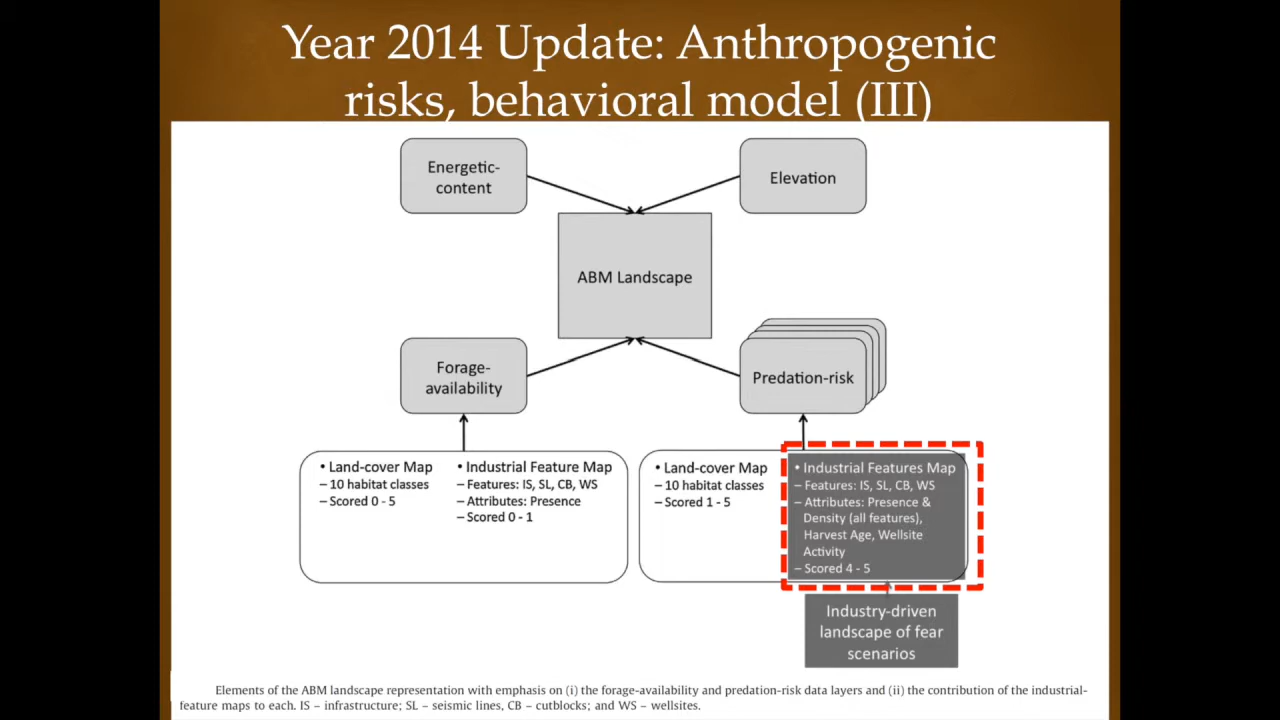 Year 2014 Update: Anthropogenic
risks, behavioral model (III)
Energetic-
content
Elevation
ABM Landscape
Forage-
availability
Predation-risk
• Land-cover Map
– 10 habitat classes
– Scored 0 - 5
• Industrial Feature Map
– Features: IS, SL, CB, WS
– Attributes: Presence
– Scored 0 - 1
• Land-cover Map
– 10 habitat classes
– Scored 1 - 5
• Industrial Features Map
– Features: IS, SL, CB, WS
– Attributes: Presence &
Density (all features),
Harvest Age, Wellsite
Activity
– Scored 4 - 5
Industry-driven
landscape of fear
scenarios
Elements of the ABM landscape representation with emphasis on (i) the forage-availability and predation-risk data layers and (ii) the contribution of the industrial-
feature maps to each. IS – infrastructure; SL – seismic lines, CB – cutblocks; and WS – wellsites.